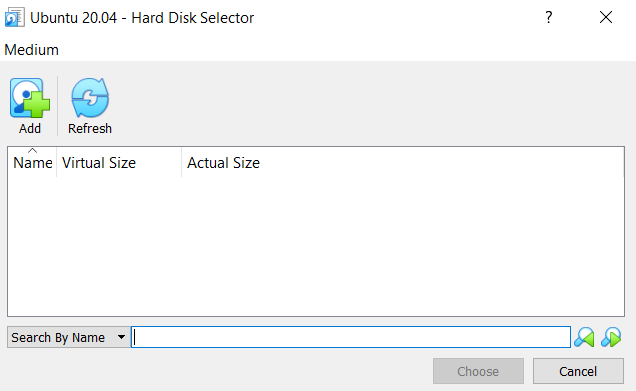 Ubuntu 20.04 - Hard Disk Selector
Medium
Add Refresh
Name Virtual Size Actual Size
Search By Name
Choose Cancel